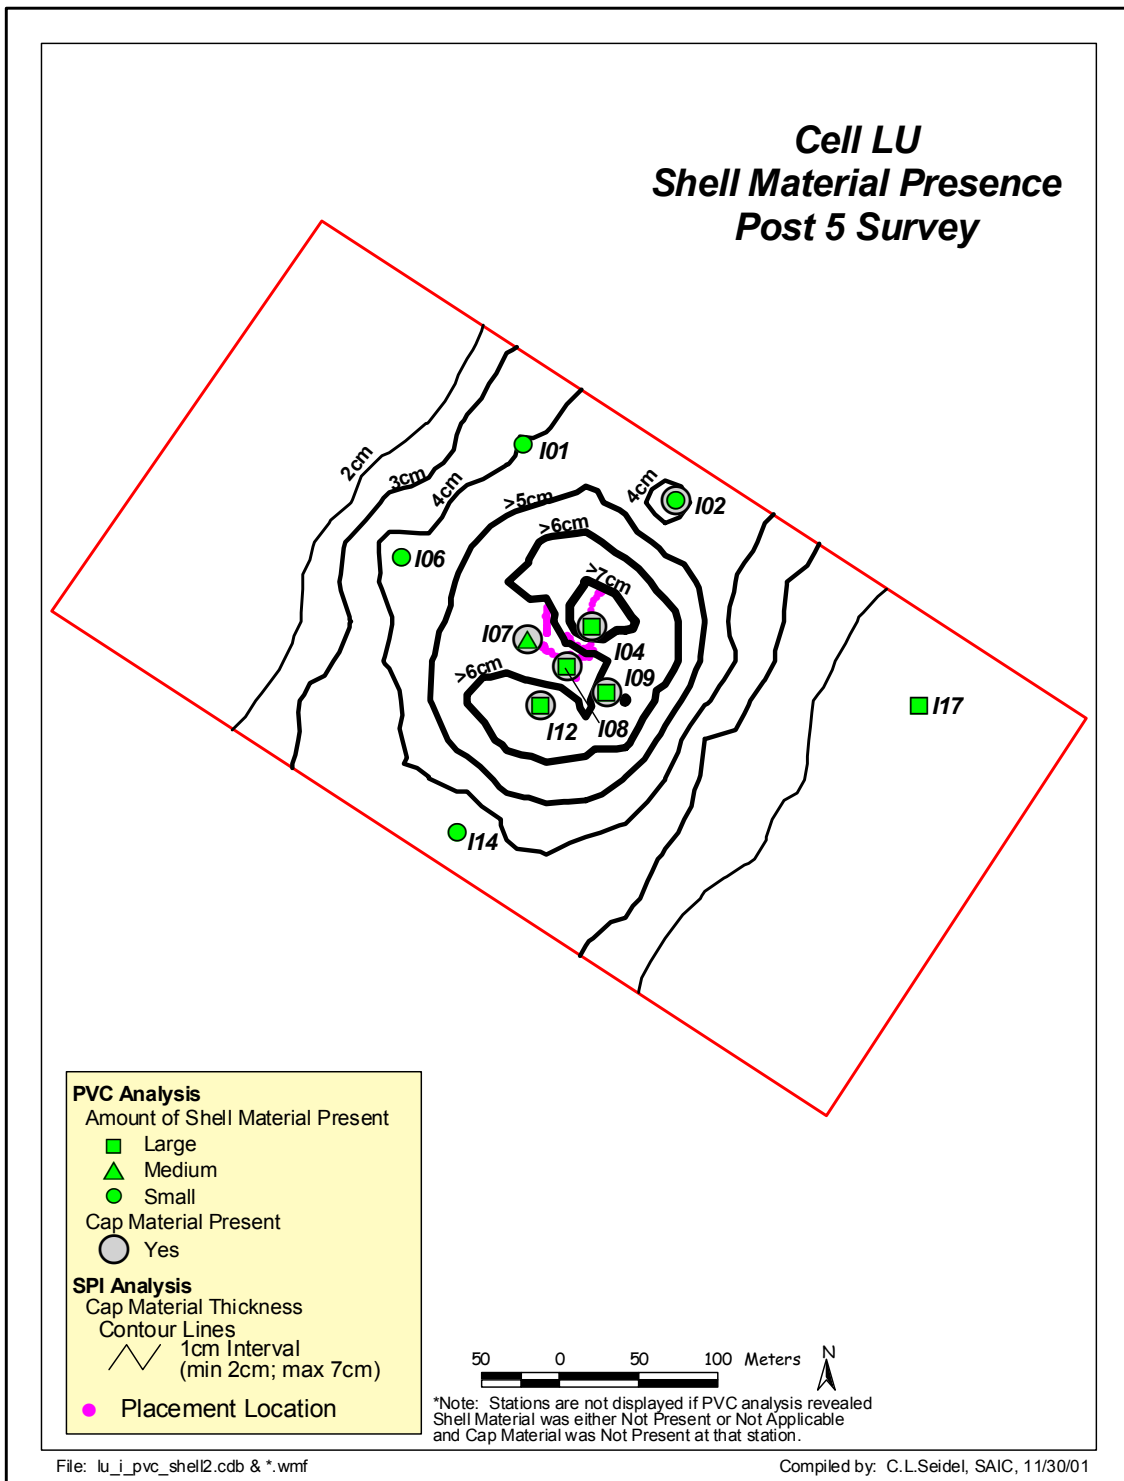 Cell LU
Shell Material Presence
Post 5 Survey
2cm
3cm
4cm
I01
>5cm
4cm
I02
>6cm
I06
>7cm
I07
I04
>6cm
I09
I12
I08
I17
I14
PVC Analysis
Amount of Shell Material Present
Large
Medium
Small
Cap Material Present
Yes
SPI Analysis
Cap Material Thickness
Contour Lines
1cm Interval
(min 2cm; max 7cm)
Placement Location
50 0 50 100 Meters
N
*Note: Stations are not displayed if PVC analysis revealed
Shell Material was either Not Present or Not Applicable
and Cap Material was Not Present at that station.
File: lu_i_pvc_shell2.cdb & *.wmf
Compiled by: C.L.Seidel, SAIC, 11/30/01